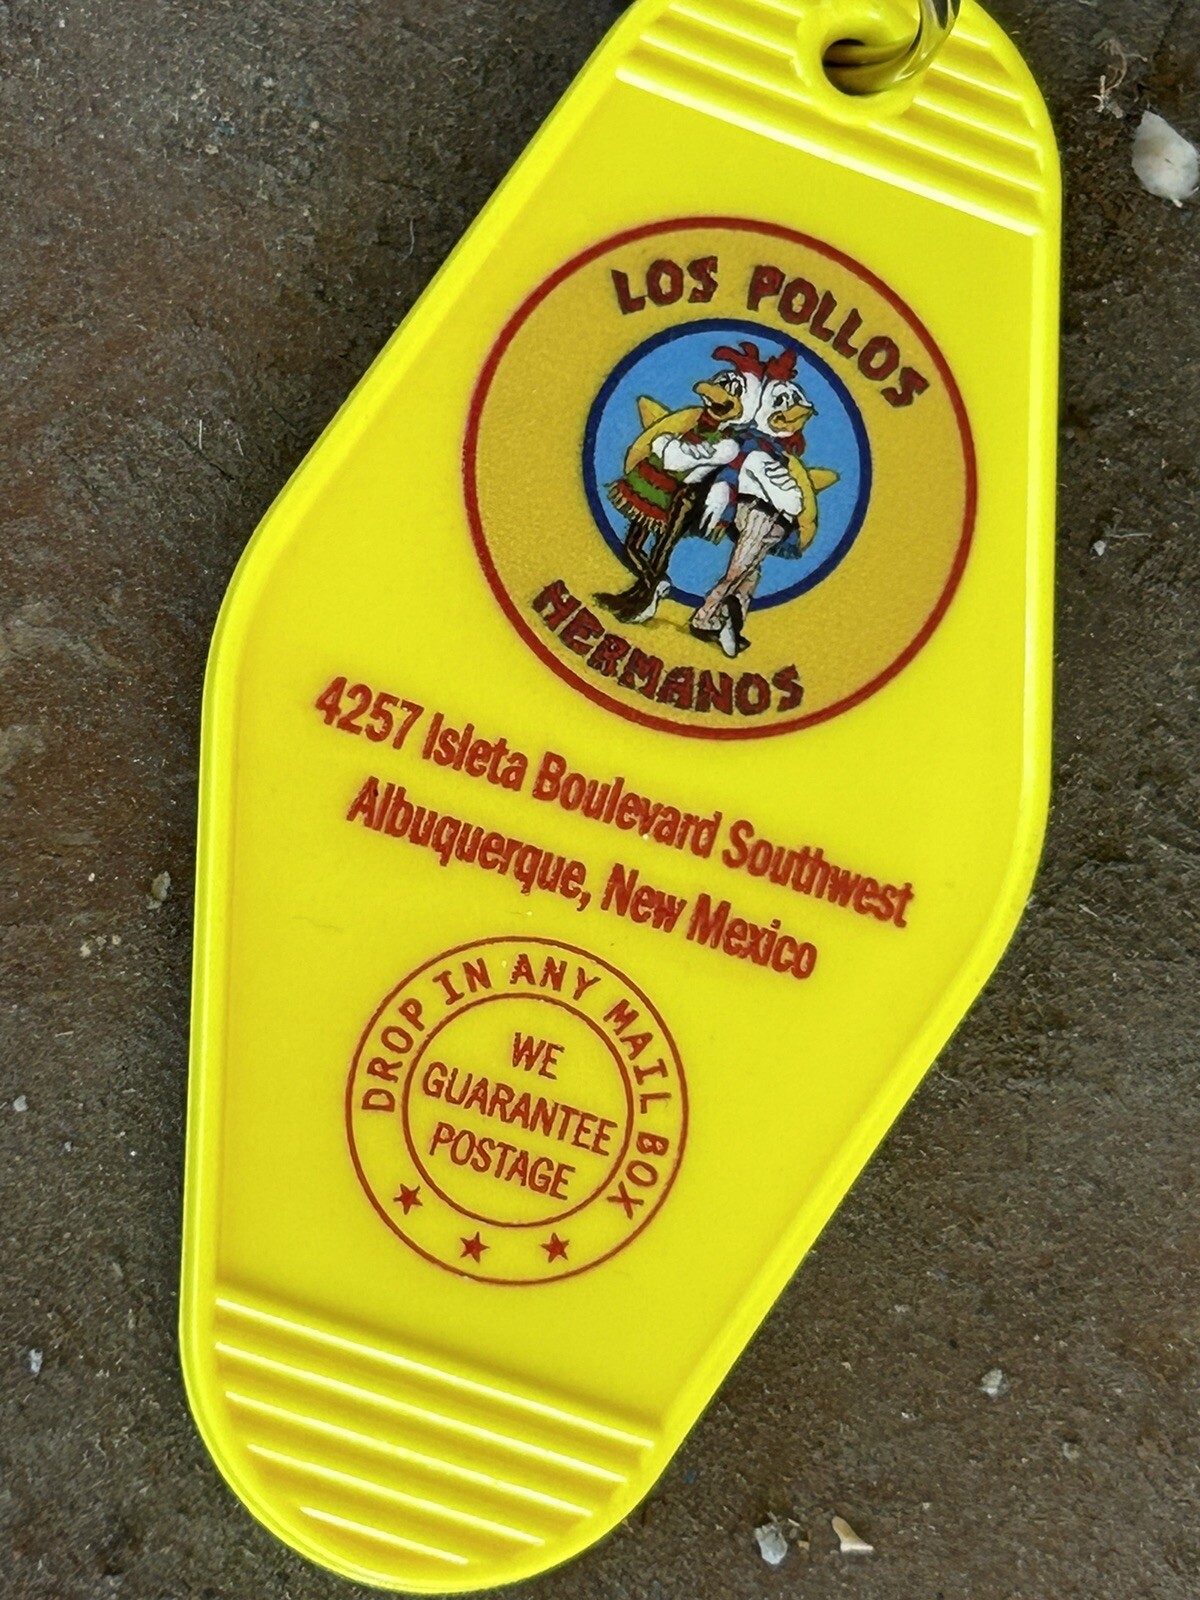 LOS POLLOS
HERMANOS
4257 Isleta Boulevard Southwest
Albuquerque, New Mexico
DROP IN ANY MAIL BOX
WE
GUARANTEE
POSTAGE